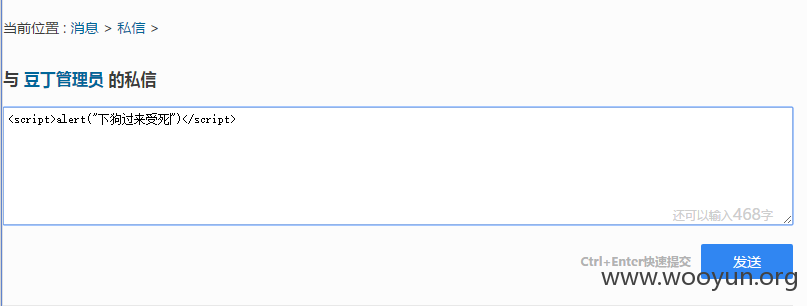 当前位置 : 消息 > 私信 >
与 豆丁管理员 的私信
<script>alert("下狗过来受死")</script>
还可以输入468字
Ctrl+Enter快速提交 发送
www.wooyun.org